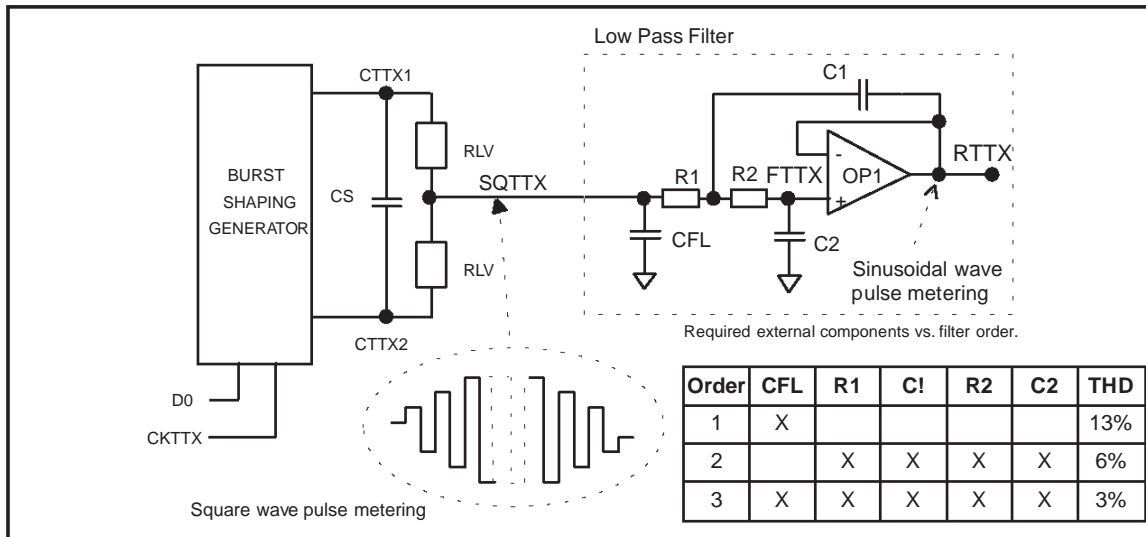 Low Pass Filter
C1
CTTX1
RLV
BURST
SHAPING
GENERATOR
CS
SQTTX
R1
R2
FTTX
-
+
OP1
RTTX
CFL
C2
RLV
Sinusoidal wave
pulse metering
CTTX2
Required external components vs. filter order.
D0
CKTTX
Square wave pulse metering
Order CFL R1 C! R2 C2 THD
1 X 13%
2 X X X X 6%
3 X X X X X 3%